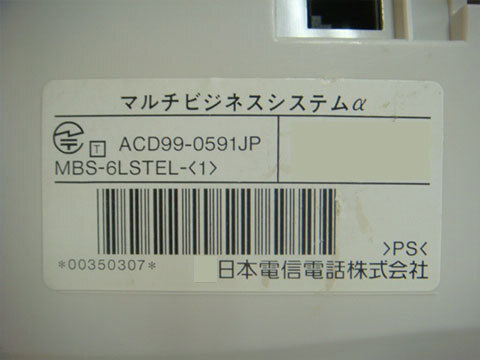 マルチビジネスシステムα
T ACD99-0591JP
MBS-6LSTEL-<1>
>PS<
*00350307* 日本電信電話株式会社